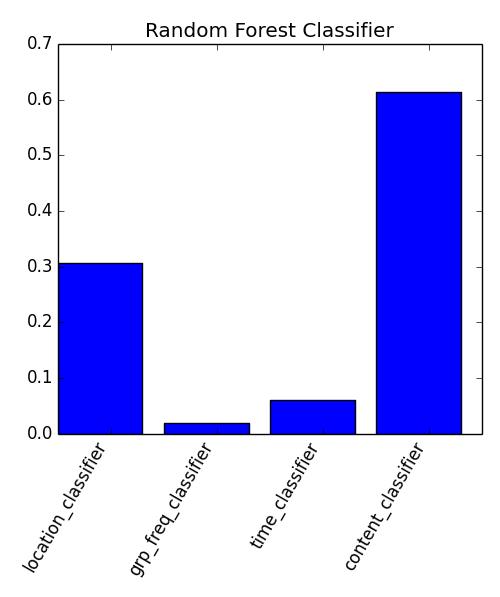 Random Forest Classifier
0.7
0.6
0.5
0.4
0.3
0.2
0.1
0.0
location_classifier
grp_freq_classifier
time_classifier
content_classifier